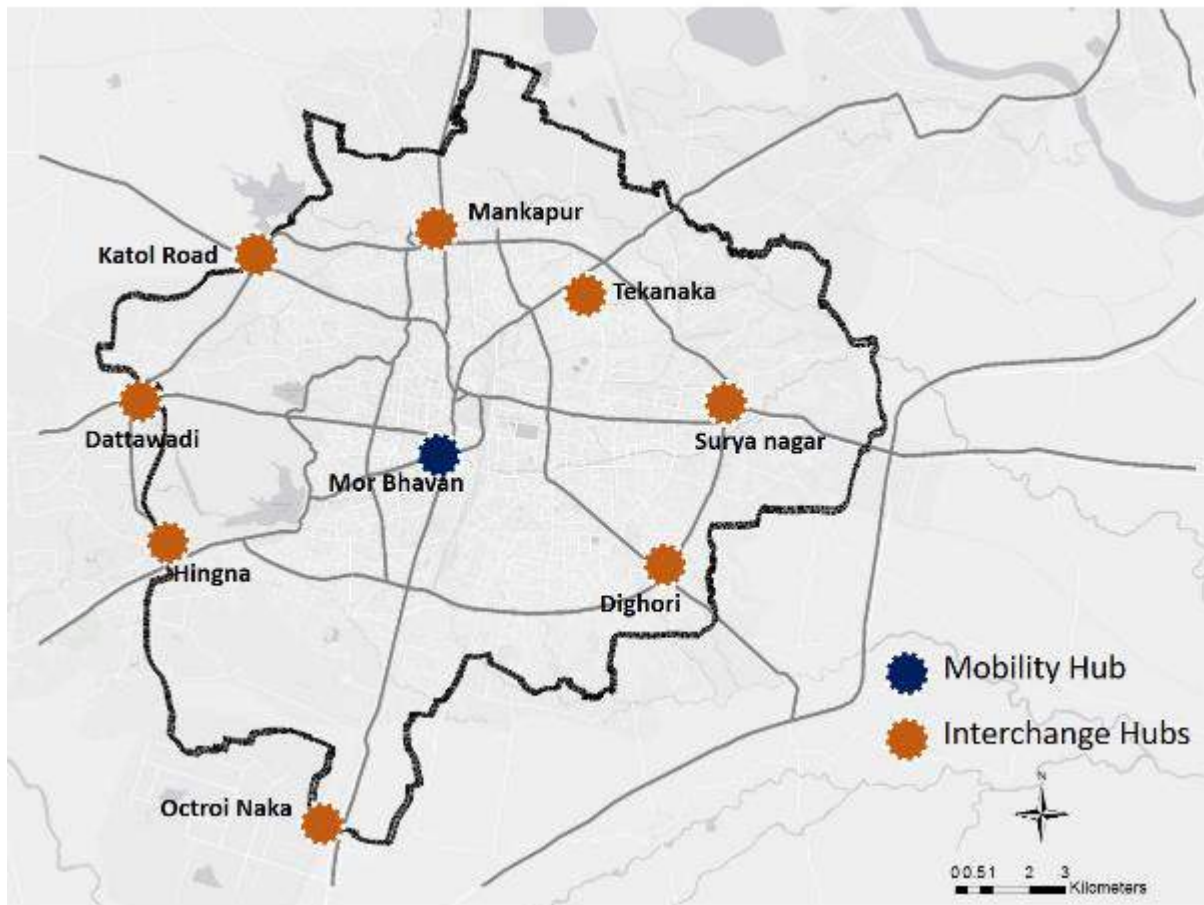 Mankapur
Katol Road
Tekanaka
Dattawadi
Surya nagar
Mor Bhavan
Hingna
Dighori
Mobility Hub
Interchange Hubs
Octroi Naka
N
0 0.5 1 2 3
Kilometers